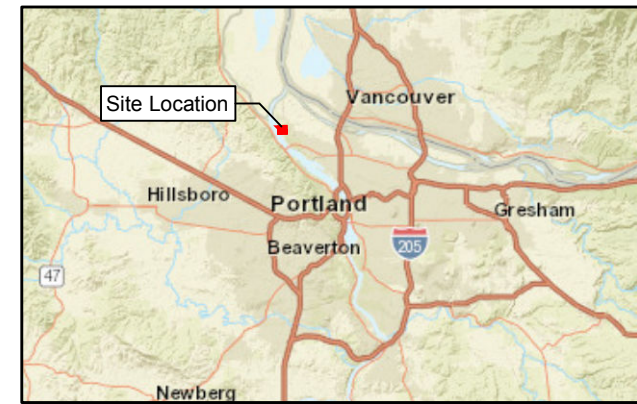 Vancouver
Site Location
Hillsboro
Portland
Gresham
Beaverton
205
47
Newberg